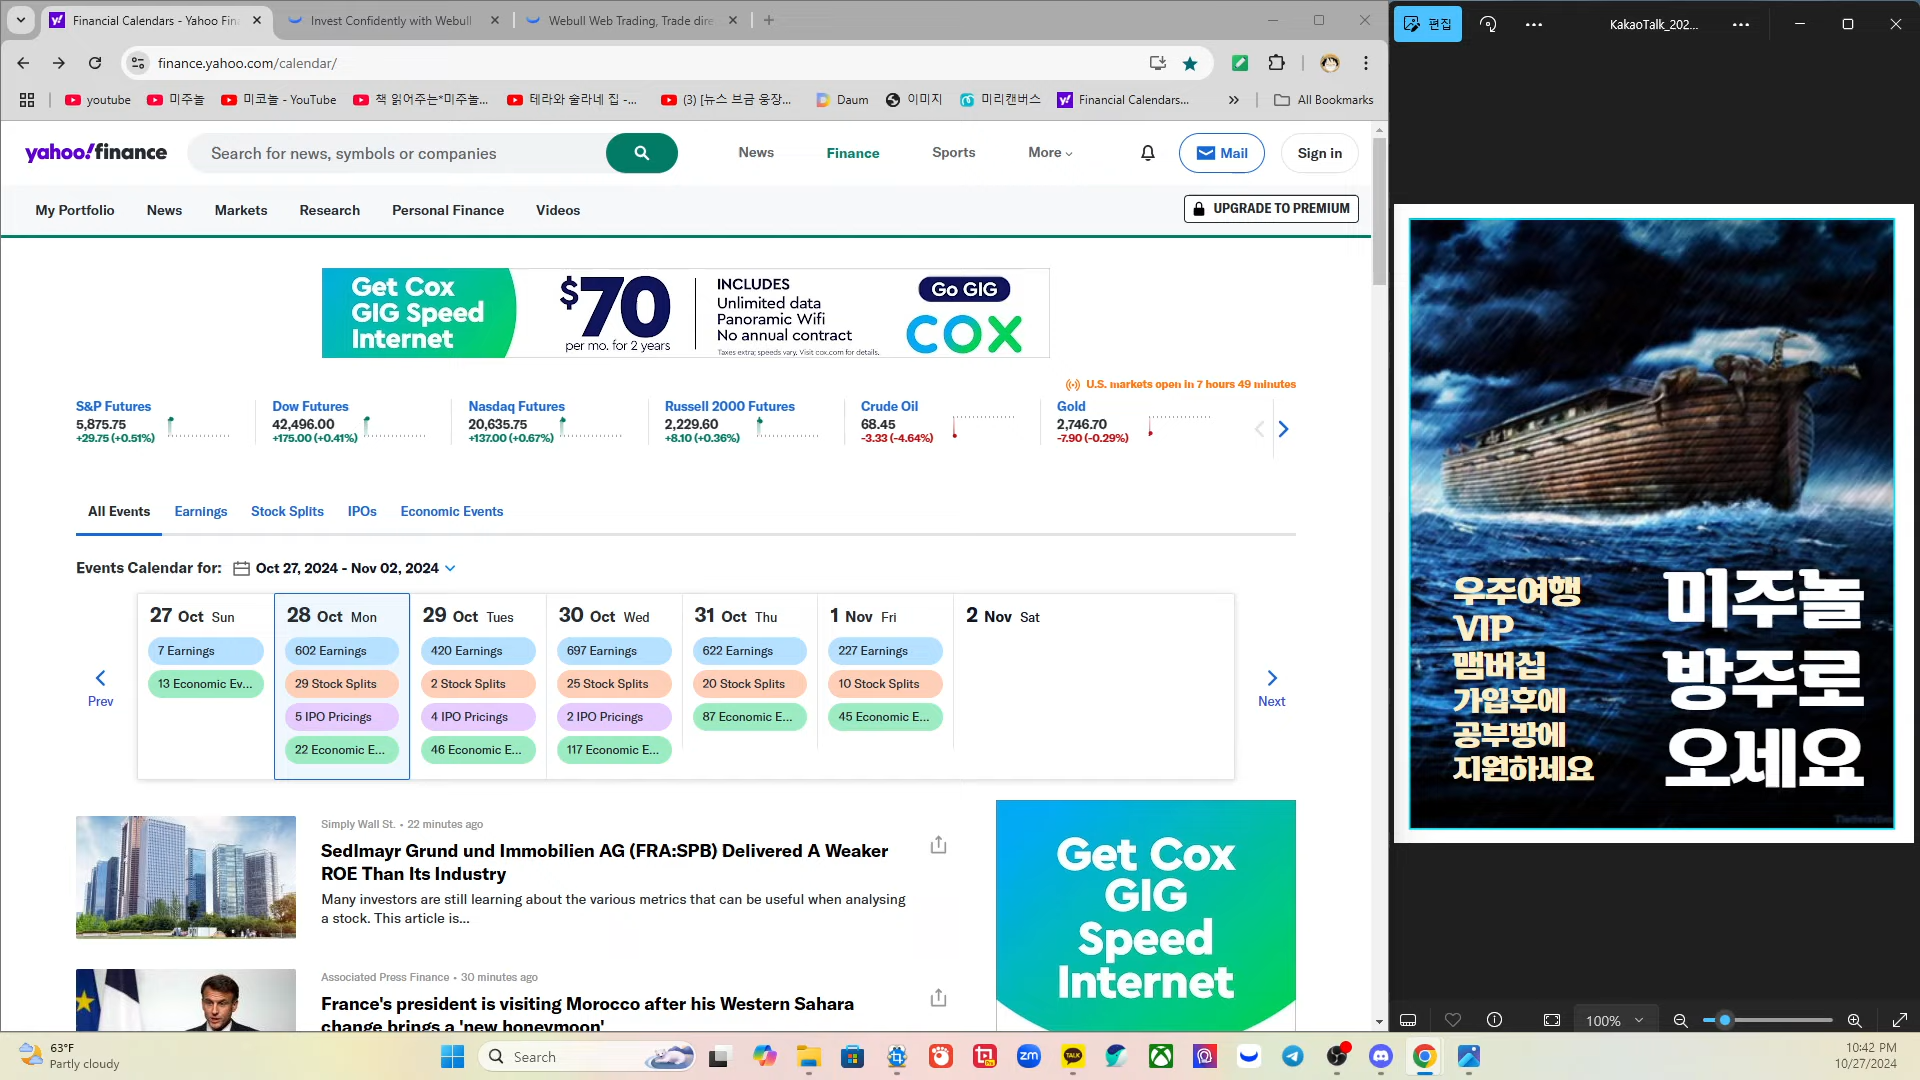 Financial Calendars - Yahoo Fin
Invest Confidently with Webull
Webull Web Trading, Trade dire
finance.yahoo.com/calendar/
youtube
미주놀
미코놀 - YouTube
책 읽어주는*미주놀...
테라와 술라네 집 -...
(3) [뉴스 브금 웅장...
Daum
이미지
미리캔버스
Financial Calendars...
All Bookmarks
yahoo!finance
Search for news, symbols or companies
News
Finance
Sports
More
Mail
Sign in
My Portfolio
News
Markets
Research
Personal Finance
Videos
UPGRADE TO PREMIUM
Get Cox
GIG Speed
Internet
$70
per mo. for 2 years
INCLUDES
Unlimited data
Panoramic Wifi
No annual contract
Taxes extra; speeds vary. Visit cox.com for details.
Go GIG
COX
U.S. markets open in 7 hours 49 minutes
S&P Futures
5,875.75
+29.75 (+0.51%)
Dow Futures
42,496.00
+175.00 (+0.41%)
Nasdaq Futures
20,635.75
+137.00 (+0.67%)
Russell 2000 Futures
2,229.60
+8.10 (+0.36%)
Crude Oil
68.45
-3.33 (-4.64%)
Gold
2,746.70
-7.90 (-0.29%)
All Events
Earnings
Stock Splits
IPOs
Economic Events
Events Calendar for:
Oct 27, 2024 - Nov 02, 2024
Prev
27 Oct Sun
7 Earnings
13 Economic Ev...
28 Oct Mon
602 Earnings
29 Stock Splits
5 IPO Pricings
22 Economic E...
29 Oct Tues
420 Earnings
2 Stock Splits
4 IPO Pricings
46 Economic E...
30 Oct Wed
697 Earnings
25 Stock Splits
2 IPO Pricings
117 Economic E...
31 Oct Thu
622 Earnings
20 Stock Splits
87 Economic E...
1 Nov Fri
227 Earnings
10 Stock Splits
45 Economic E...
2 Nov Sat
Next
Simply Wall St. • 22 minutes ago
Sedlmayr Grund und Immobilien AG (FRA:SPB) Delivered A Weaker
ROE Than Its Industry
Many investors are still learning about the various metrics that can be useful when analysing
a stock. This article is...
Associated Press Finance • 30 minutes ago
France's president is visiting Morocco after his Western Sahara
change brings a 'new honeymoon'
Get Cox
GIG
Speed
Internet
편집
KakaoTalk_202...
우주여행
VIP
맴버십
가입후에
공부방에
지원하세요
미주놀
방주로
오세요
100%
63°F
Partly cloudy
Search
zm
TALK
10:42 PM
10/27/2024